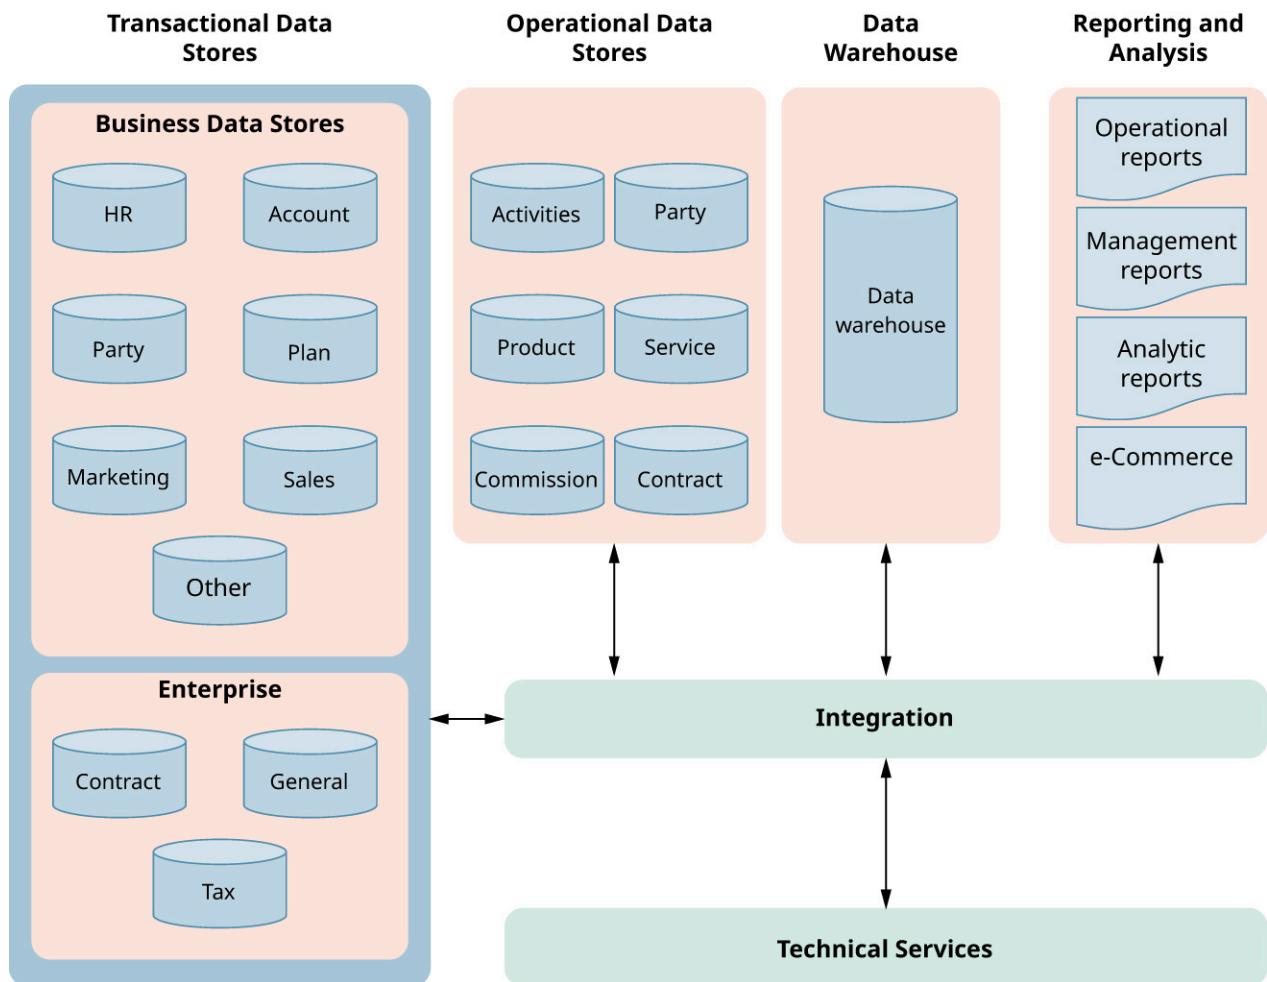 Transactional Data
Stores
Operational Data
Stores
Data
Warehouse
Reporting and
Analysis
Business Data Stores
HR
Account
Party
Plan
Marketing
Sales
Other
Enterprise
Contract
General
Tax
Activities
Party
Product
Service
Commission
Contract
Data
warehouse
Operational
reports
Management
reports
Analytic
reports
e-Commerce
Integration
Technical Services